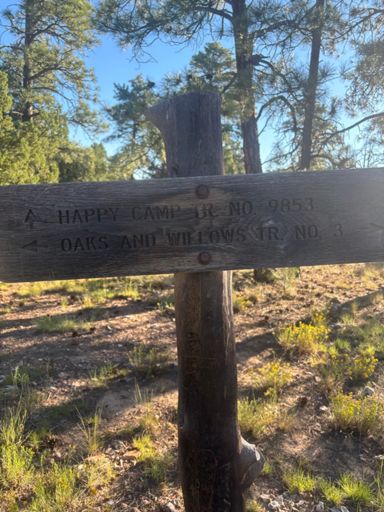 HAPPY CAMP TR. NO. 9853
OAKS AND WILLOWS TR. NO. 3